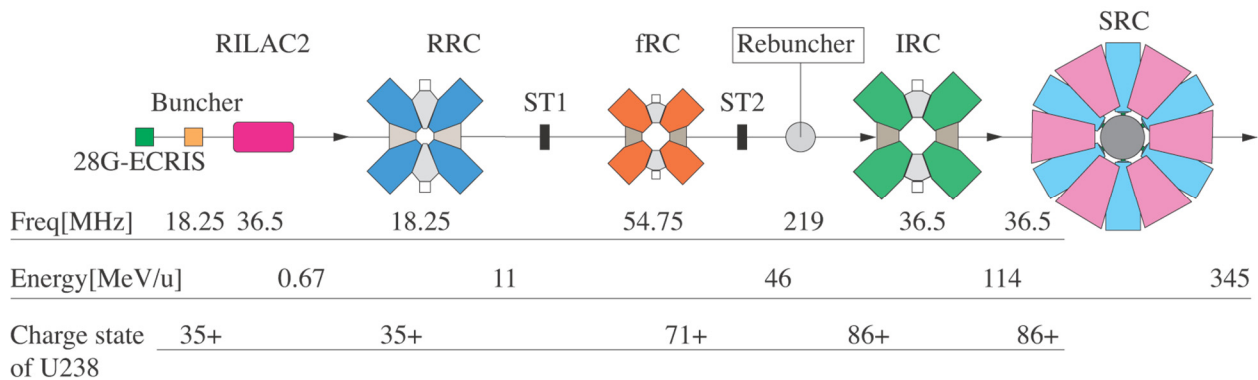 SRC
RILAC2 RRC fRC Rebuncher IRC
Buncher ST1 ST2
28G-ECRIS
Freq[MHz] 18.25 36.5 18.25 54.75 219 36.5 36.5
Energy[MeV/u] 0.67 11 46 114 345
Charge state 35+ 35+ 71+ 86+ 86+
of U238